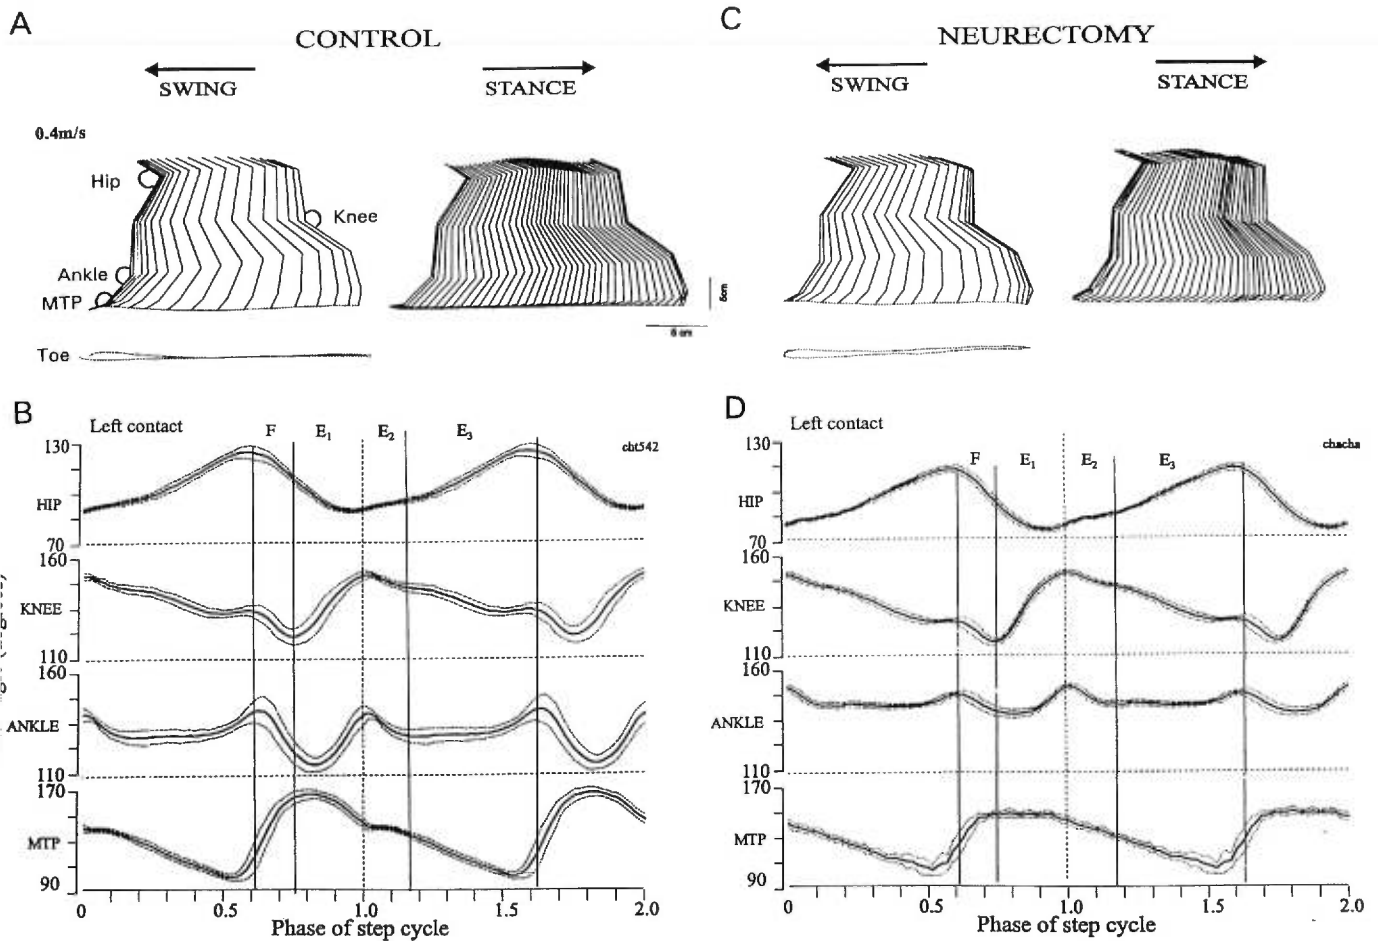 A
CONTROL
SWING
STANCE
0.4m/s
Hip
Knee
Ankle
MTP
Toe
5cm
C
NEURECTOMY
SWING
STANCE
B
Left contact
F
E1
E2
E3
cht542
130
HIP
70
160
KNEE
110
160
ANKLE
110
170
MTP
90
0
0.5
1.0
1.5
2.0
Phase of step cycle
D
Left contact
F
E1
E2
E3
chacha
130
HIP
70
160
KNEE
110
160
ANKLE
110
170
MTP
90
0
0.5
1.0
1.5
2.0
Phase of step cycle